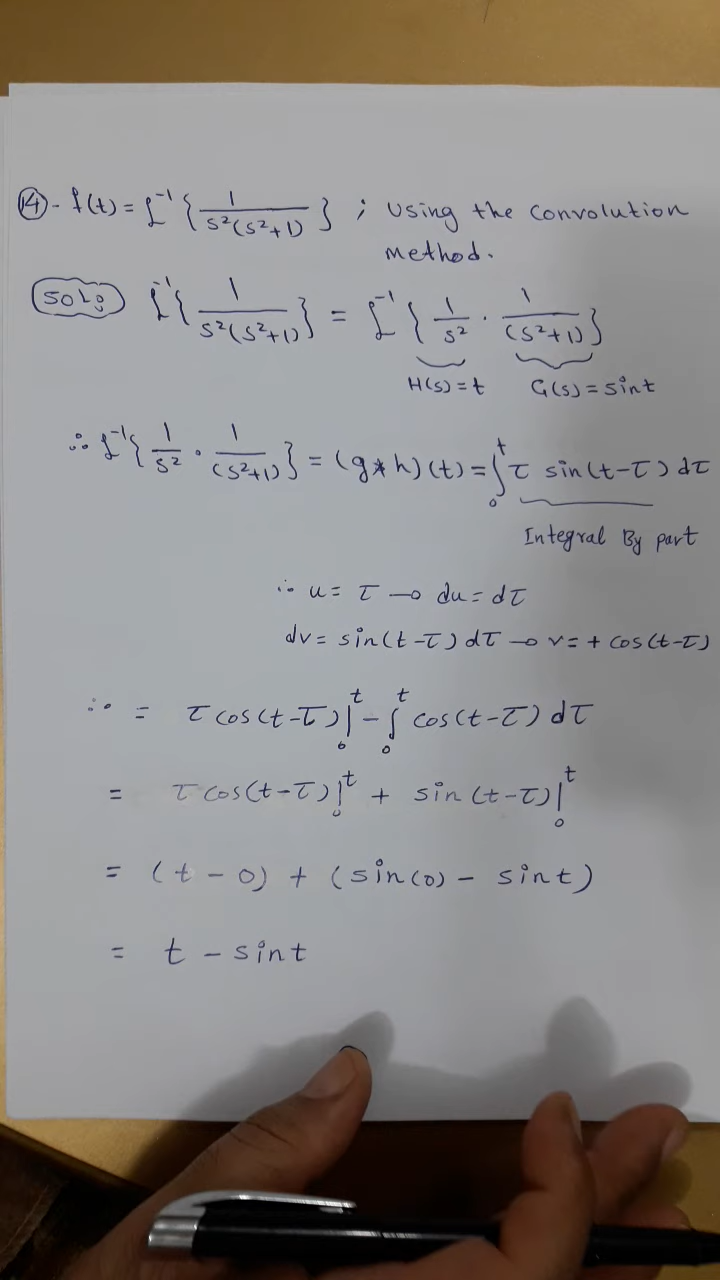 14 - f(t) = £⁻¹ { 1 / s²(s²+1) } ; using the convolution
method.
Sol: £⁻¹ { 1 / s²(s²+1) } = £⁻¹ { 1/s² · 1/(s²+1) }
H(s) = t G(s) = sint
∴ £⁻¹ { 1/s² · 1/(s²+1) } = (g*h)(t) = ∫₀ᵗ τ sin(t-τ) dτ
Integral By part
∴ u = τ → du = dτ
dv = sin(t-τ) dτ → v = + cos(t-τ)
∴ = τ cos(t-τ)|₀ᵗ - ∫₀ᵗ cos(t-τ) dτ
= τ cos(t-τ)|₀ᵗ + sin(t-τ)|₀ᵗ
= (t - 0) + (sin(0) - sint)
= t - sint